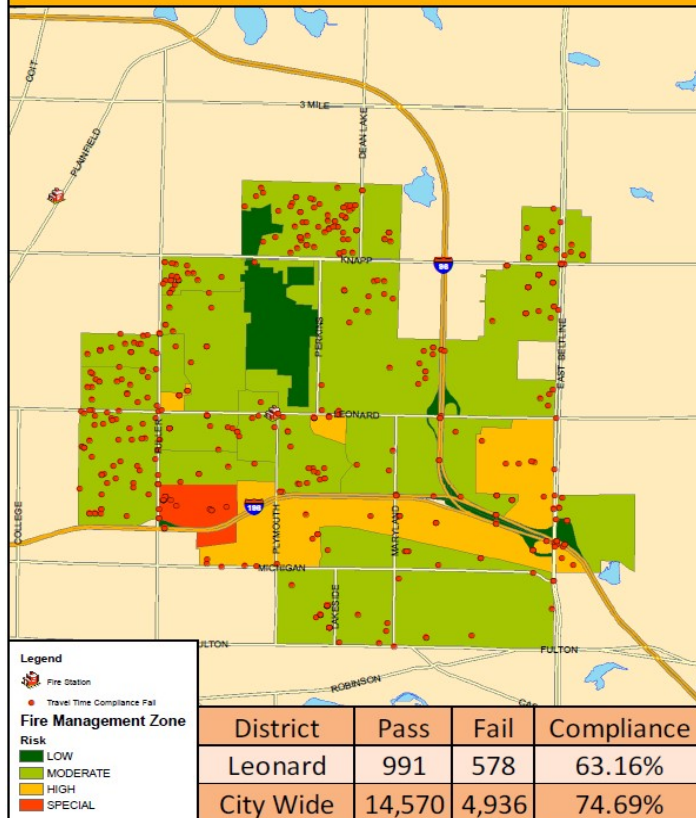 COIT
PLAINFIELD
3 MILE
DEAN LAKE
KNAPP
96
PERKINS
EAST BELTLINE
LEONARD
FULLER
COLLEGE
196
PLYMOUTH
MARYLAND
MICHIGAN
LAKESIDE
ULTON
FULTON
ROBINSON
CAS
Legend
Fire Station
Travel Time Compliance Fail
Fire Management Zone
Risk
LOW
MODERATE
HIGH
SPECIAL
District Pass Fail Compliance
Leonard 991 578 63.16%
City Wide 14,570 4,936 74.69%